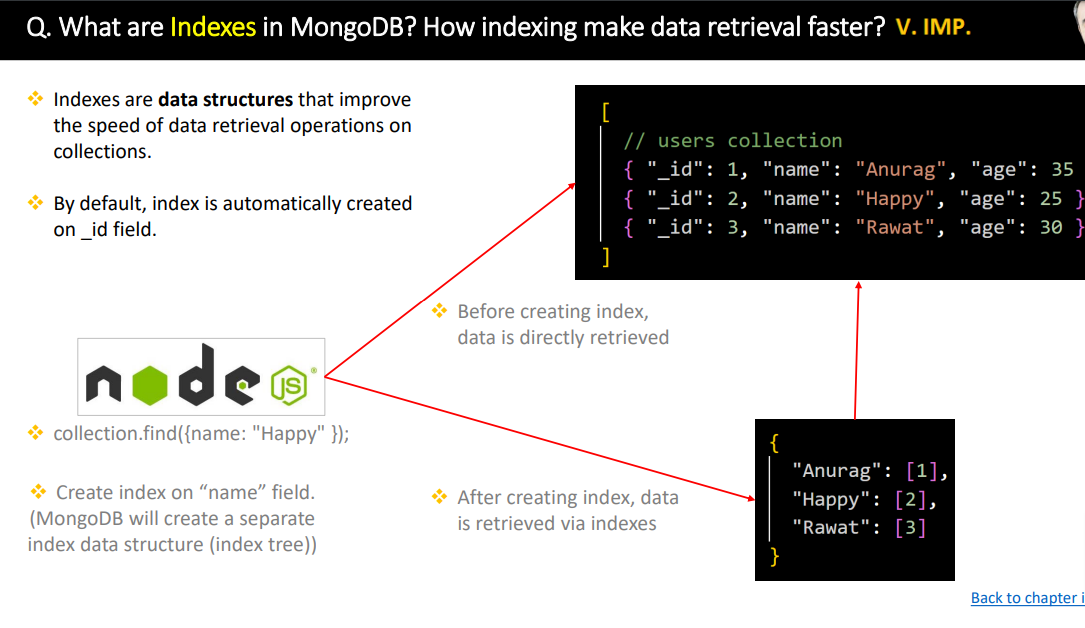 Q. What are Indexes in MongoDB? How indexing make data retrieval faster? V. IMP.
Indexes are data structures that improve
the speed of data retrieval operations on
collections.
By default, index is automatically created
on _id field.
[
// users collection
{ "_id": 1, "name": "Anurag", "age": 35
{ "_id": 2, "name": "Happy", "age": 25 }
{ "_id": 3, "name": "Rawat", "age": 30 }
]
Before creating index,
data is directly retrieved
node JS ®
collection.find({name: "Happy" });
Create index on “name” field.
(MongoDB will create a separate
index data structure (index tree))
After creating index, data
is retrieved via indexes
{
"Anurag": [1],
"Happy": [2],
"Rawat": [3]
}
Back to chapter i